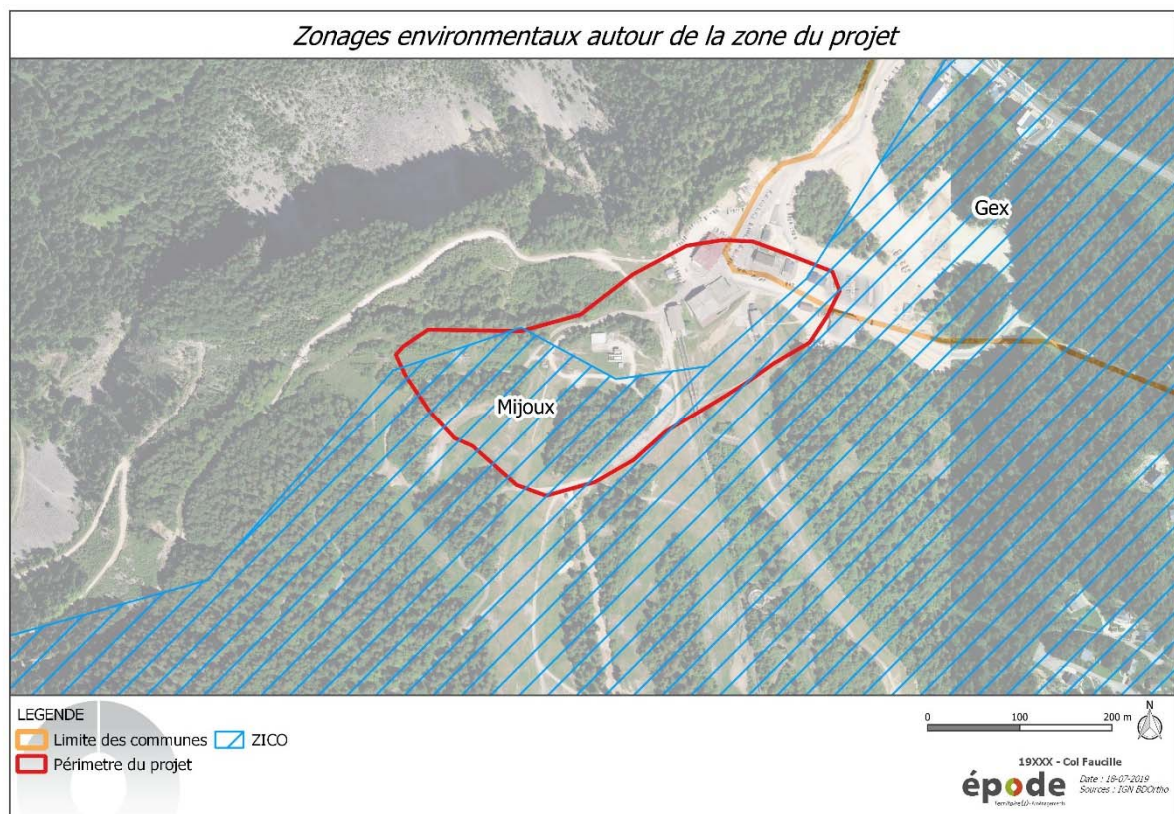 Zonages environmentaux autour de la zone du projet
Gex
Mijoux
LEGENDE
Limite des communes
ZICO
Périmetre du projet
0 100 200 m
N
19XXX - Col Faucille
épode
Date : 18-07-2019
Sources : IGN BDOrtho